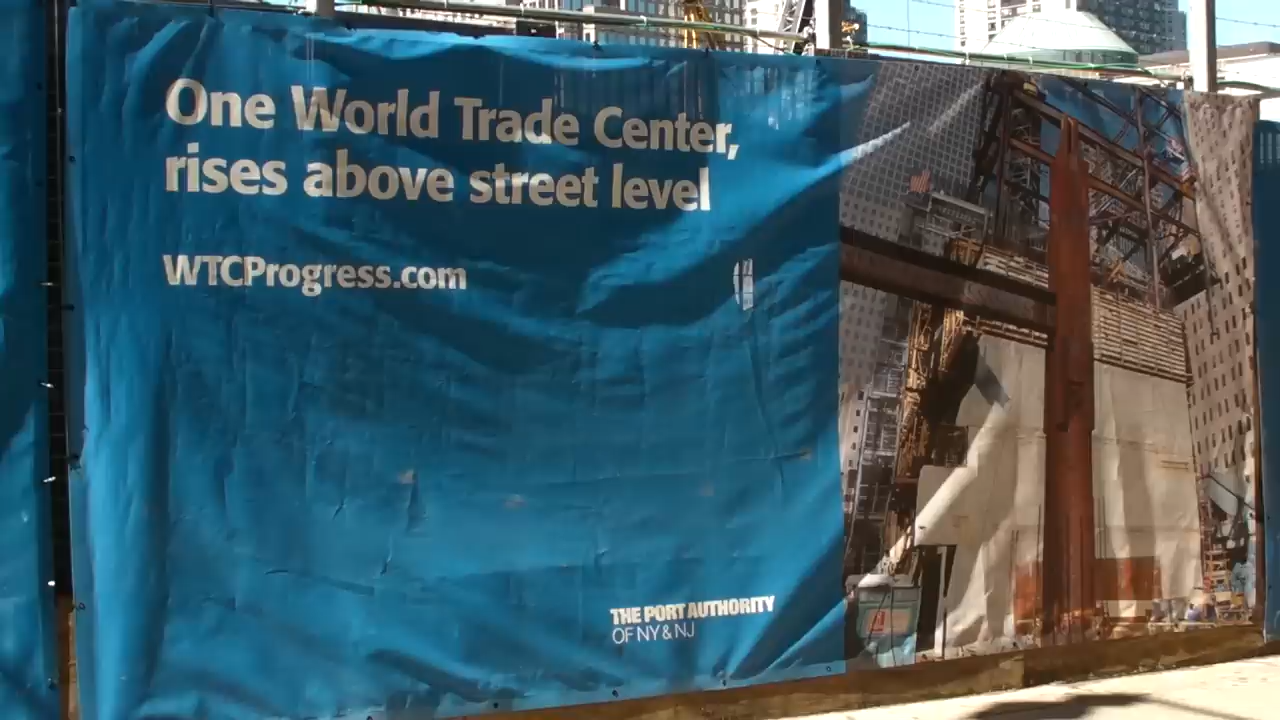 One World Trade Center,
rises above street level
WTCProgress.com
THE PORT AUTHORITY
OF NY & NJ